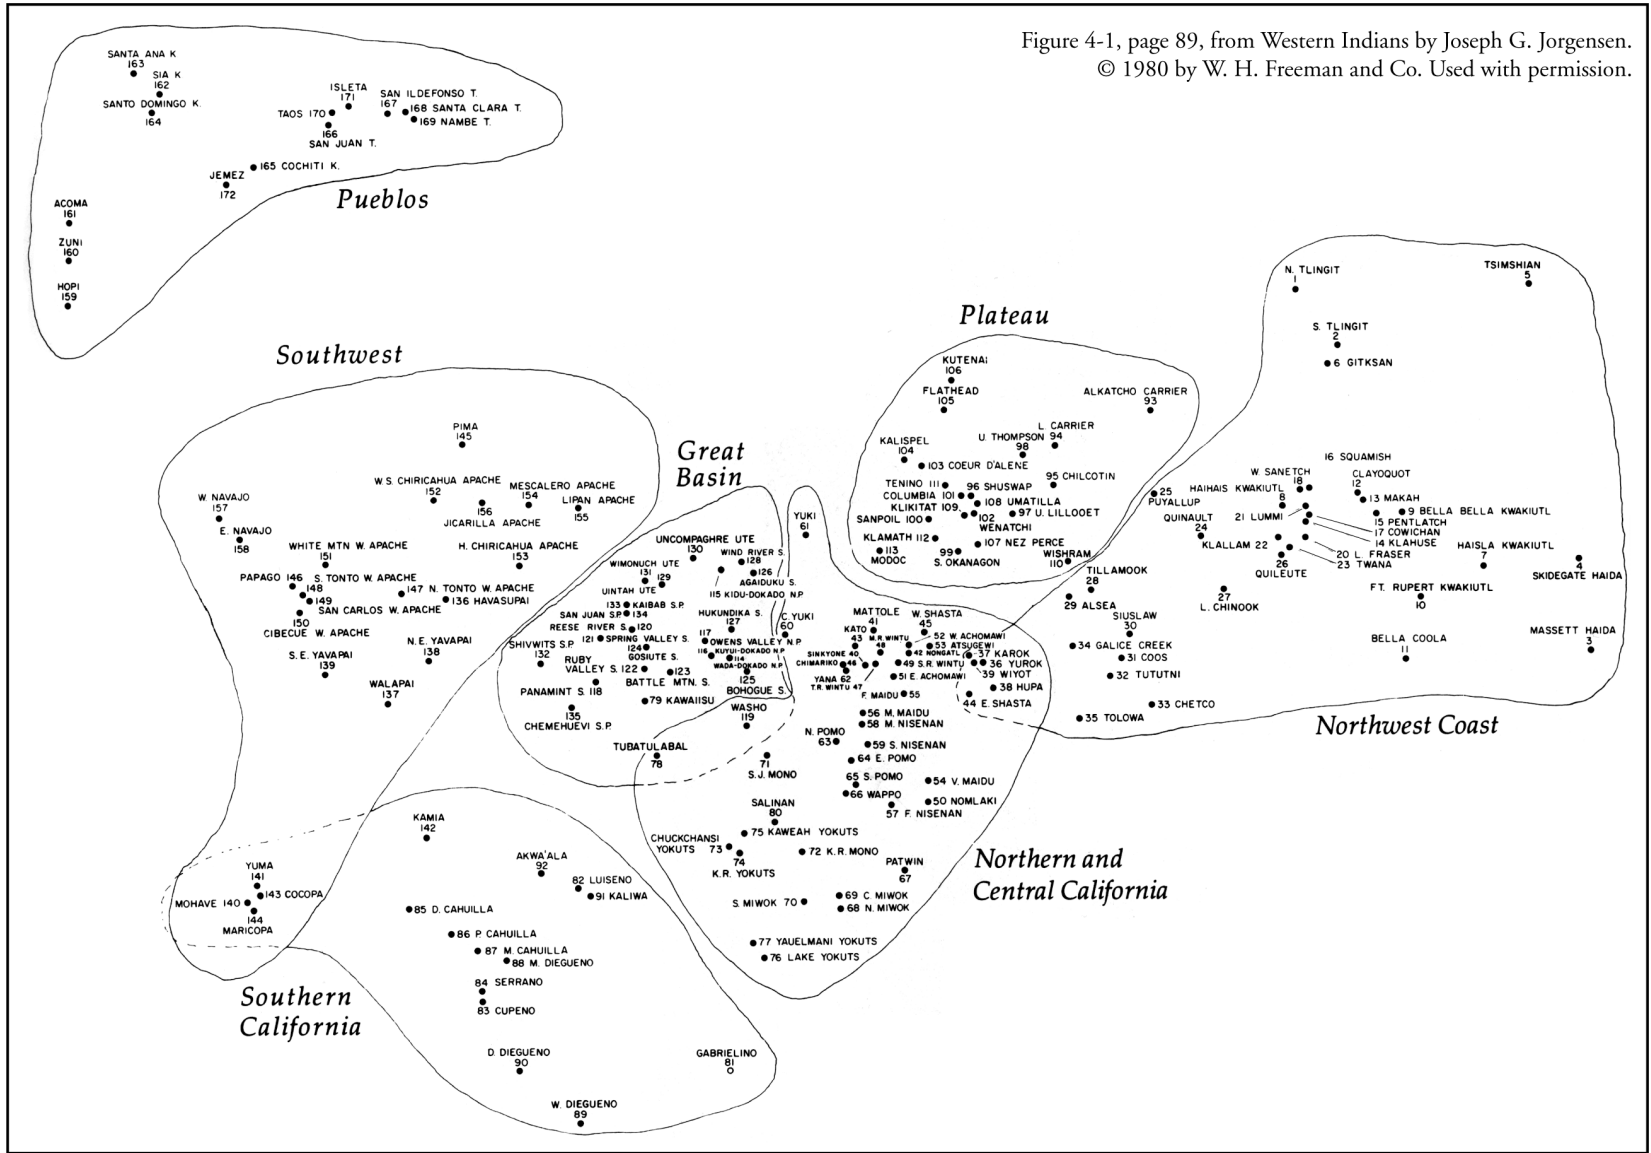 Figure 4-1, page 89, from Western Indians by Joseph G. Jorgensen.
© 1980 by W. H. Freeman and Co. Used with permission.
SANTA ANA K
163
SIA K
162
SANTO DOMINGO K.
164
ISLETA
171
TAOS 170
166
SAN JUAN T.
SAN ILDEFONSO T.
167
168 SANTA CLARA T.
169 NAMBE T.
165 COCHITI K.
JEMEZ
172
Pueblos
ACOMA
161
ZUNI
160
HOPI
159
Southwest
PIMA
145
W.S. CHIRICAHUA APACHE
152
MESCALERO APACHE
154
156
JICARILLA APACHE
LIPAN APACHE
155
W. NAVAJO
157
E. NAVAJO
158
WHITE MTN W. APACHE
151
H. CHIRICAHUA APACHE
153
PAPAGO 146
S. TONTO W. APACHE
148
149
147 N. TONTO W. APACHE
136 HAVASUPAI
SAN CARLOS W. APACHE
150
CIBECUE W. APACHE
S.E. YAVAPAI
139
N.E. YAVAPAI
138
WALAPAI
137
Great
Basin
UNCOMPAGHRE UTE
130
WIND RIVER S.
128
126
AGAIDUKU S.
115 KIDU-DOKADO N.P
WIMONUCH UTE
131
129
UINTAH UTE
133 KAIBAB S.P.
SAN JUAN S.P. 134
REESE RIVER S. 120
121 SPRING VALLEY S.
124
GOSIUTE S.
SHIVWITS S.P.
132
RUBY
VALLEY S. 122
123
BATTLE MTN. S.
PANAMINT S. 118
79 KAWAIISU
135
CHEMEHUEVI S.P.
HUKUNDIKA S.
127
117
OWENS VALLEY N.P
116 KUYUI-DOKADO N.P
114
WADA-DOKADO N.P
125
BOHOGUE S.
WASHO
119
TUBATULABAL
78
71
S.J. MONO
YUKI
61
C. YUKI
60
Plateau
KUTENAI
106
FLATHEAD
105
ALKATCHO CARRIER
93
L. CARRIER
94
U. THOMPSON
98
KALISPEL
104
103 COEUR D'ALENE
TENINO 111
96 SHUSWAP
95 CHILCOTIN
COLUMBIA 101
108 UMATILLA
KLIKITAT 109
102
WENATCHI
97 U. LILLOOET
SANPOIL 100
KLAMATH 112
107 NEZ PERCE
113
MODOC
99
S. OKANAGON
WISHRAM
110
N. TLINGIT
1
TSIMSHIAN
5
S. TLINGIT
2
6 GITKSAN
16 SQUAMISH
W. SANETCH
18
CLAYOQUOT
12
HAIHAIS KWAKIUTL
8
13 MAKAH
25
PUYALLUP
9 BELLA BELLA KWAKIUTL
QUINAULT
24
21 LUMMI
15 PENTLATCH
17 COWICHAN
14 KLAHUSE
KLALLAM 22
20 L. FRASER
23 TWANA
26
QUILEUTE
HAISLA KWAKIUTL
7
4
SKIDEGATE HAIDA
TILLAMOOK
28
29 ALSEA
27
L. CHINOOK
FT. RUPERT KWAKIUTL
10
SIUSLAW
30
34 GALICE CREEK
31 COOS
32 TUTUTNI
BELLA COOLA
11
MASSETT HAIDA
3
33 CHETCO
35 TOLOWA
Northwest Coast
MATTOLE
41
W. SHASTA
45
KATO
43
M.R. WINTU
48
52 W. ACHOMAWI
53 ATSUGEWI
42 NONGATL
37 KAROK
SINKYONE 40
CHIMARIKO 46
49 S.R. WINTU
36 YUROK
39 WIYOT
YANA 62
T.R. WINTU 47
51 E. ACHOMAWI
38 HUPA
44 E. SHASTA
F. MAIDU 55
56 M. MAIDU
58 M. NISENAN
N. POMO
63
59 S. NISENAN
64 E. POMO
65 S. POMO
54 V. MAIDU
66 WAPPO
50 NOMLAKI
57 F. NISENAN
SALINAN
80
75 KAWEAH YOKUTS
CHUCKCHANSI
YOKUTS 73
74
K.R. YOKUTS
72 K.R. MONO
PATWIN
67
69 C. MIWOK
S. MIWOK 70
68 N. MIWOK
77 YAUELMANI YOKUTS
76 LAKE YOKUTS
Northern and
Central California
KAMIA
142
AKWA'ALA
92
82 LUISENO
91 KALIWA
YUMA
141
143 COCOPA
MOHAVE 140
144
MARICOPA
85 D. CAHUILLA
86 P. CAHUILLA
87 M. CAHUILLA
88 M. DIEGUENO
84 SERRANO
83 CUPENO
Southern
California
D. DIEGUENO
90
GABRIELINO
81
W. DIEGUENO
89